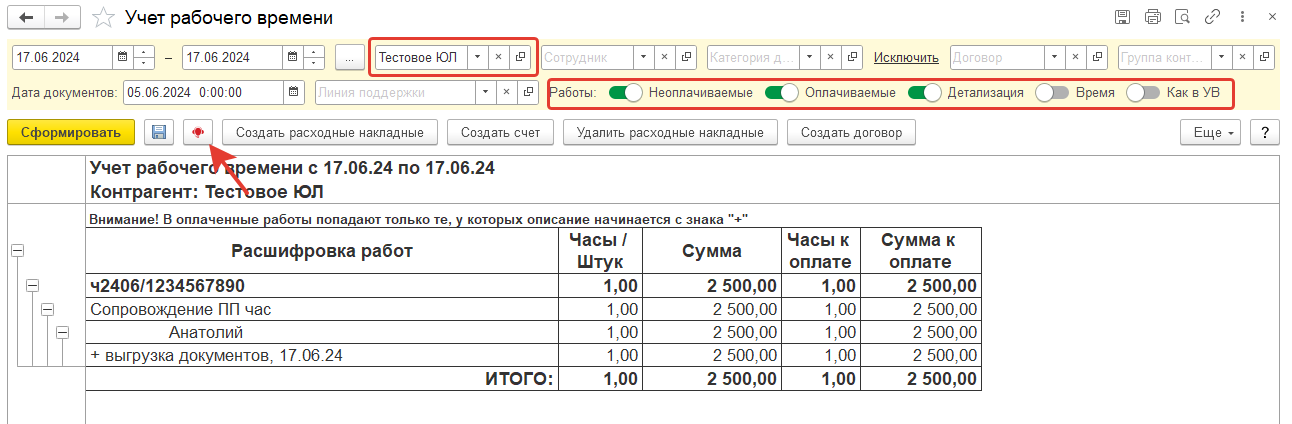 Учет рабочего времени
17.06.2024 – 17.06.2024 ... Тестовое ЮЛ Сотрудник Категория д... Исключить Договор Группа конт...
Дата документов: 05.06.2024 0:00:00 Линия поддержки Работы: Неоплачиваемые Оплачиваемые Детализация Время Как в УВ
Сформировать Создать расходные накладные Создать счет Удалить расходные накладные Создать договор Еще ?
Учет рабочего времени с 17.06.24 по 17.06.24
Контрагент: Тестовое ЮЛ
Внимание! В оплаченные работы попадают только те, у которых описание начинается с знака "+"
Расшифровка работ Часы / Штук Сумма Часы к оплате Сумма к оплате
ч2406/1234567890 1,00 2 500,00 1,00 2 500,00
Сопровождение ПП час 1,00 2 500,00 1,00 2 500,00
Анатолий 1,00 2 500,00 1,00 2 500,00
+ выгрузка документов, 17.06.24 1,00 2 500,00 1,00 2 500,00
ИТОГО: 1,00 2 500,00 1,00 2 500,00